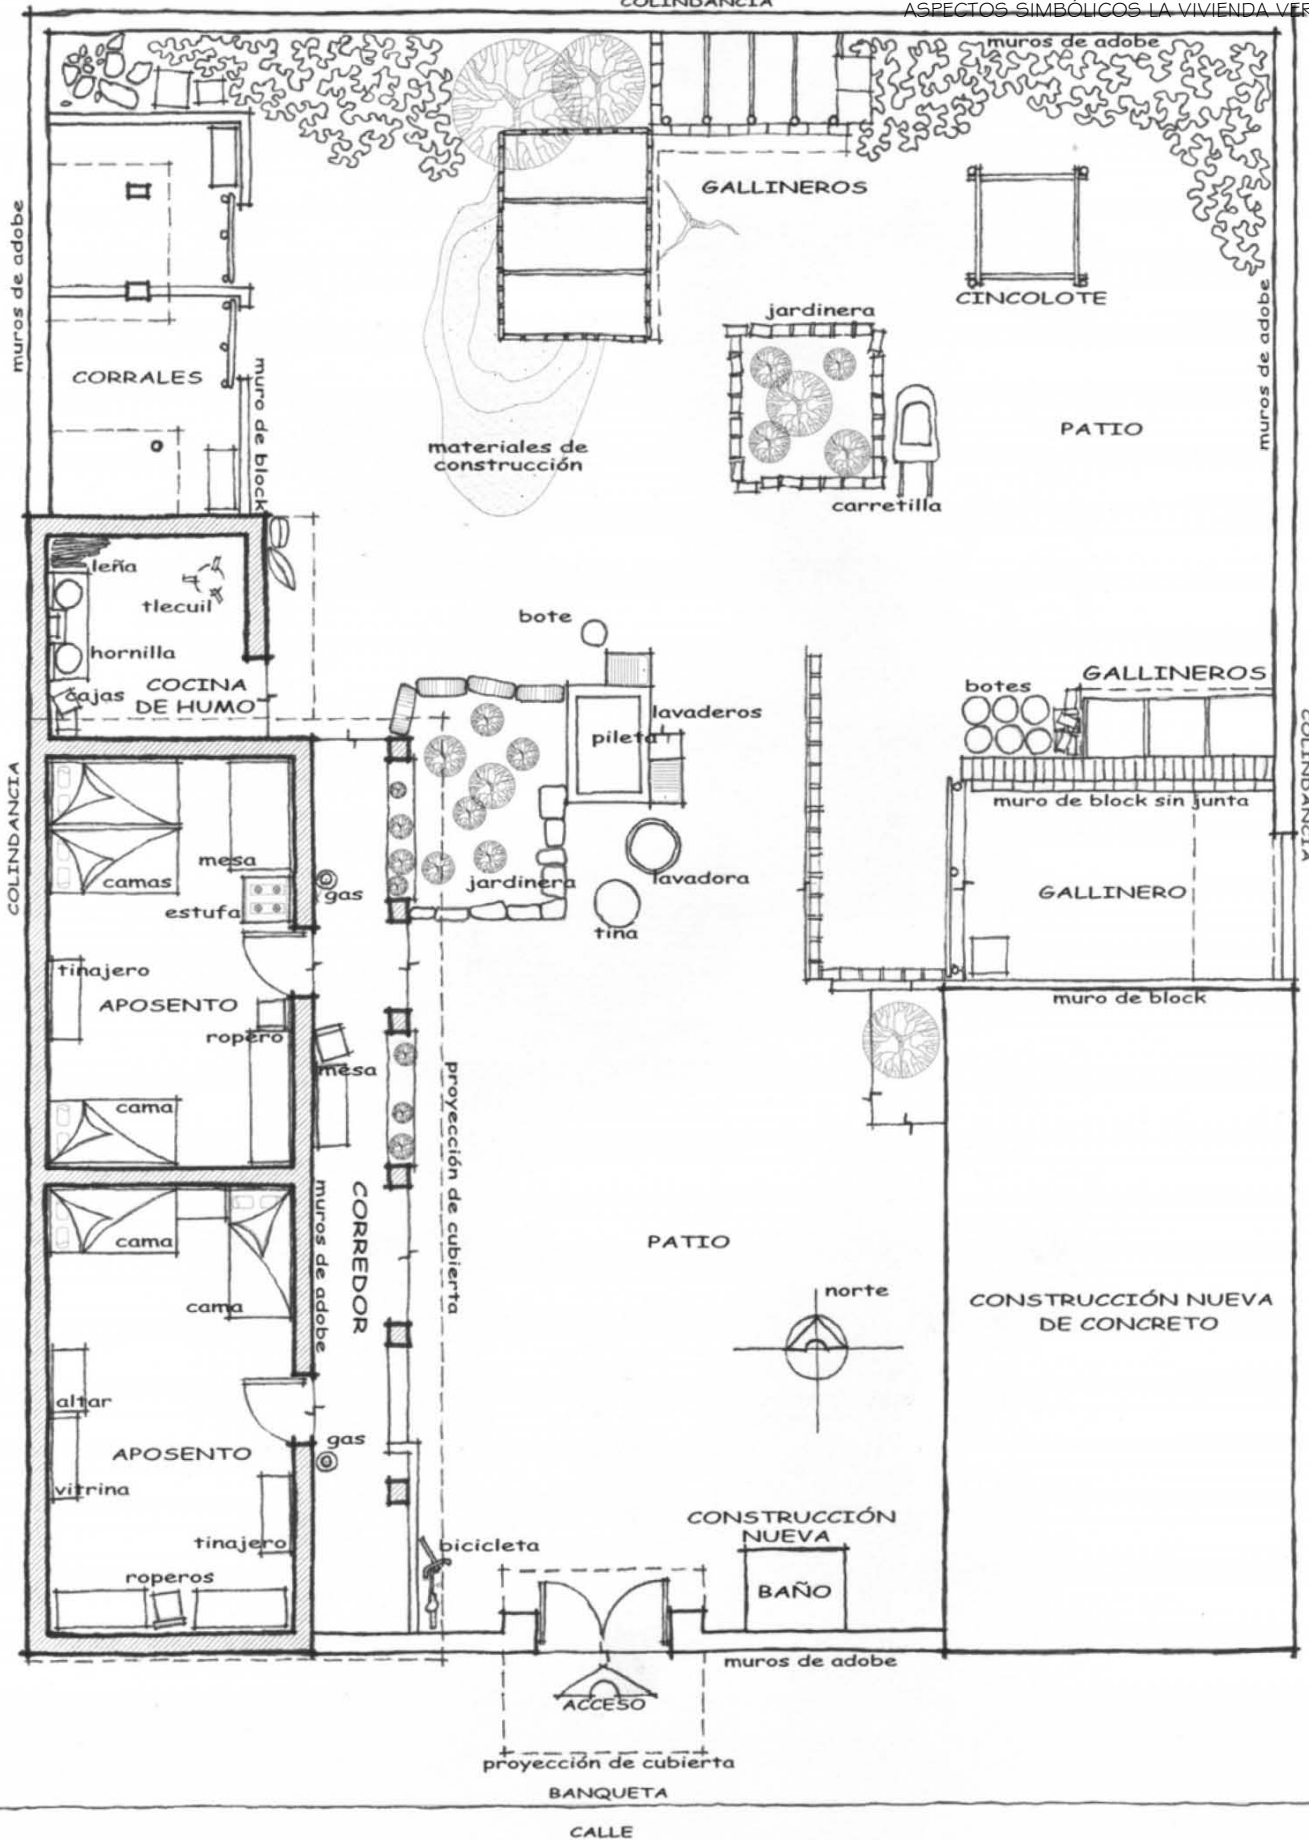 COLINDANCIA
ASPECTOS SIMBÓLICOS LA VIVIENDA VER
muros de adobe
muros de adobe
GALLINEROS
CINCOLOTE
jardinera
muros de adobe
CORRALES
muro de block
PATIO
materiales de
construcción
carretilla
leña
tlecuil
bote
hornilla
cajas
COCINA
DE HUMO
GALLINEROS
botes
lavaderos
pileta
COLINDANCIA
COLINDANCIA
muro de block sin junta
mesa
camas
estufa
gas
jardinera
lavadora
tina
GALLINERO
tinajero
APOSENTO
ropero
muro de block
mesa
proyección de cubierta
cama
muros de adobe
CORREDOR
cama
PATIO
cama
norte
CONSTRUCCIÓN NUEVA
DE CONCRETO
altar
APOSENTO
gas
vitrina
tinajero
CONSTRUCCIÓN
NUEVA
bicicleta
roperos
BAÑO
muros de adobe
ACCESO
proyección de cubierta
BANQUETA
CALLE